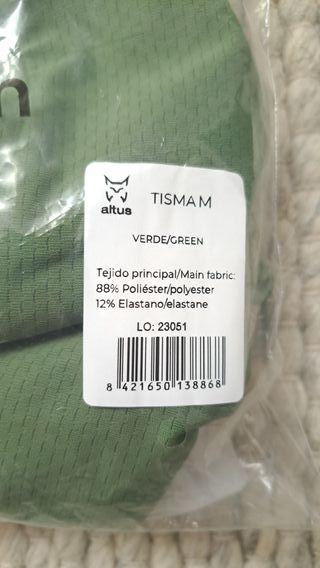 n
altus
TISMA M
VERDE/GREEN
Tejido principal/Main fabric:
88% Poliéster/polyester
12% Elastano/elastane
LO: 23051
8 421650 138868